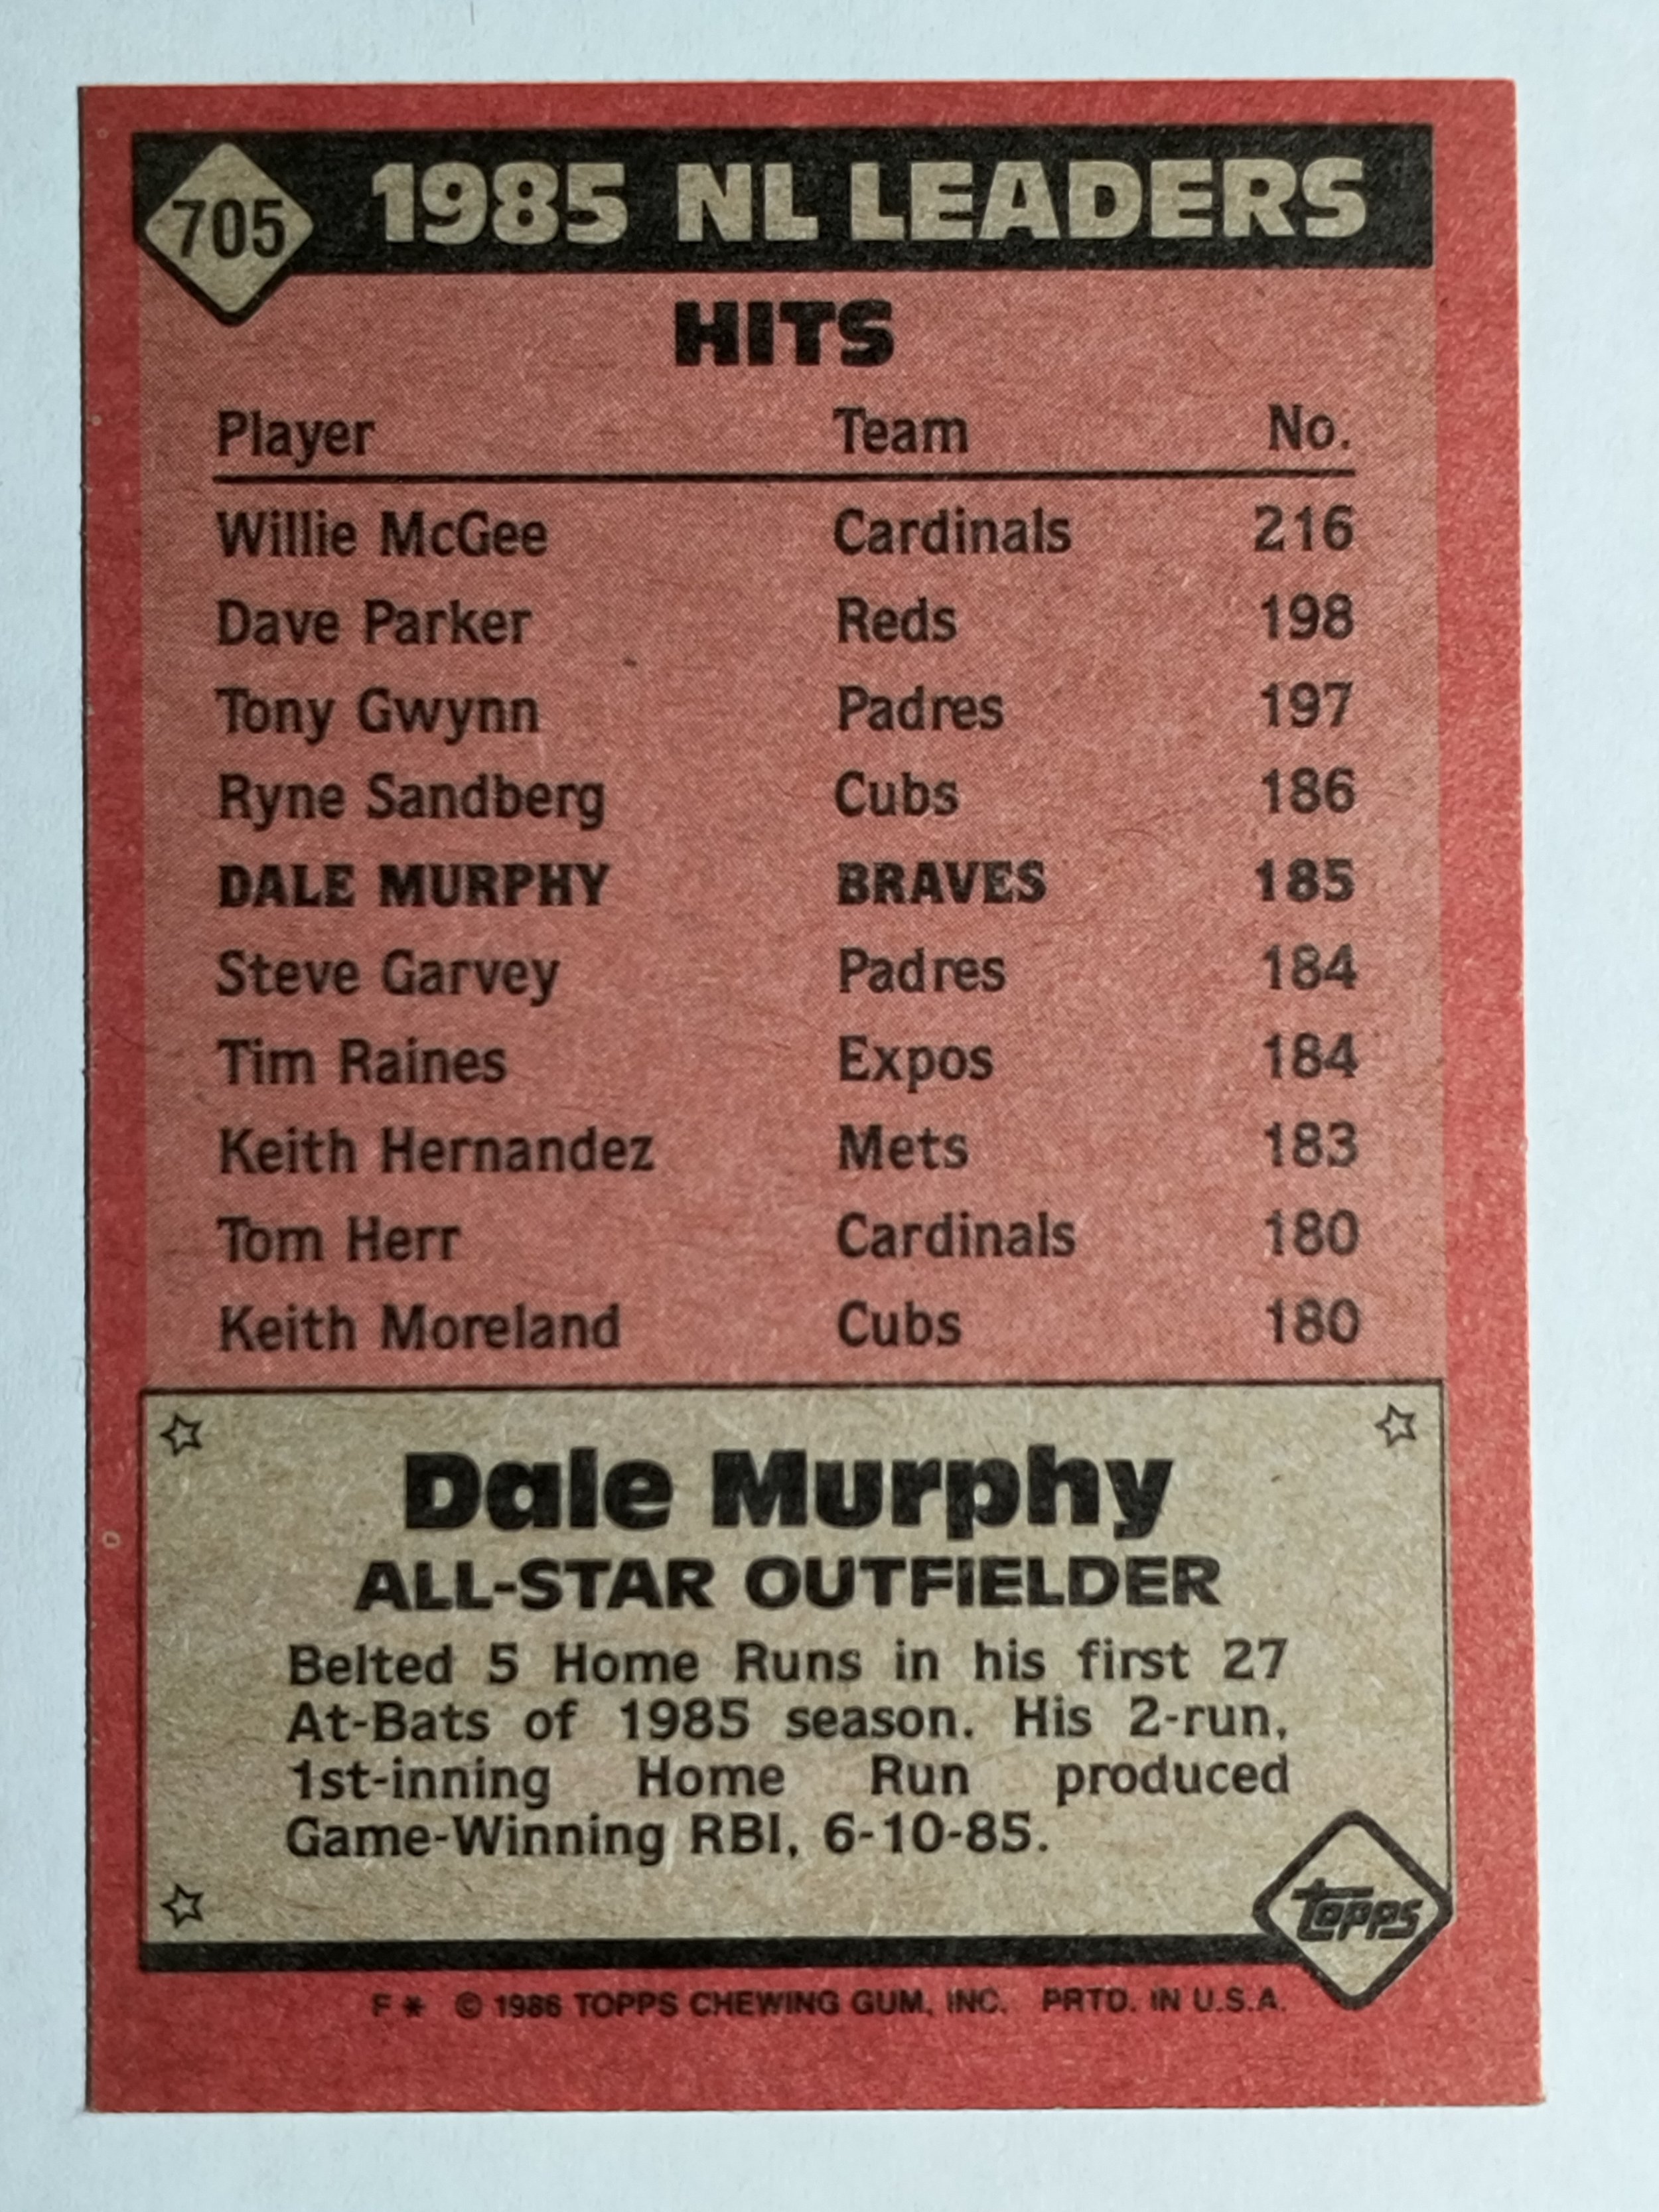 705 1985 NL LEADERS
HITS
Player Team No.
Willie McGee Cardinals 216
Dave Parker Reds 198
Tony Gwynn Padres 197
Ryne Sandberg Cubs 186
DALE MURPHY BRAVES 185
Steve Garvey Padres 184
Tim Raines Expos 184
Keith Hernandez Mets 183
Tom Herr Cardinals 180
Keith Moreland Cubs 180
Dale Murphy
ALL-STAR OUTFIELDER
Belted 5 Home Runs in his first 27
At-Bats of 1985 season. His 2-run,
1st-inning Home Run produced
Game-Winning RBI, 6-10-85.
topps
F* © 1986 TOPPS CHEWING GUM, INC. PRTD. IN U.S.A.